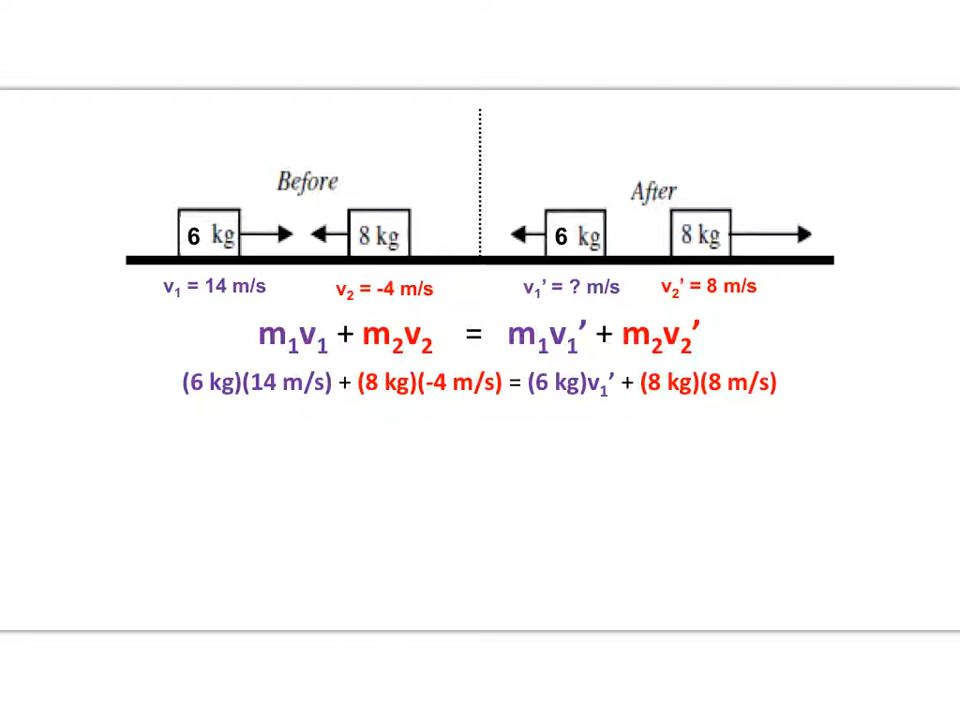 Before
After
6 kg
8 kg
6 kg
8 kg
v₁ = 14 m/s
v₂ = -4 m/s
v₁’ = ? m/s
v₂’ = 8 m/s
m₁v₁ + m₂v₂ = m₁v₁’ + m₂v₂’
(6 kg)(14 m/s) + (8 kg)(-4 m/s) = (6 kg)v₁’ + (8 kg)(8 m/s)